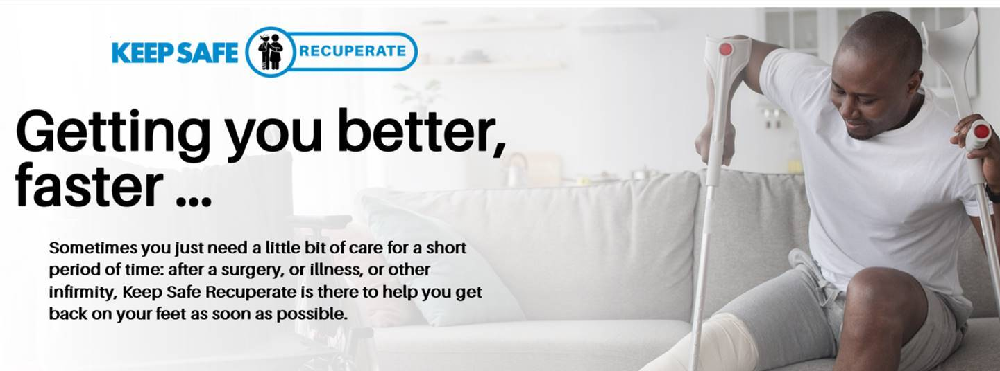 KEEP SAFE RECUPERATE
Getting you better,
faster ...
Sometimes you just need a little bit of care for a short
period of time: after a surgery, or illness, or other
infirmity, Keep Safe Recuperate is there to help you get
back on your feet as soon as possible.